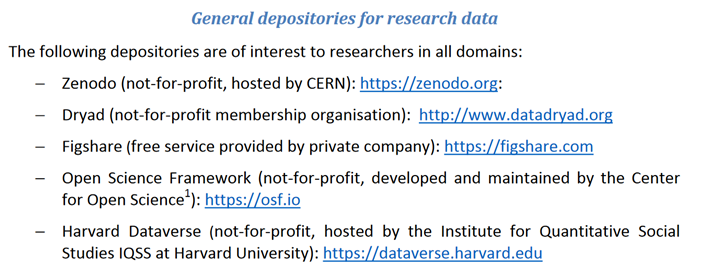 General depositories for research data
The following depositories are of interest to researchers in all domains:
– Zenodo (not-for-profit, hosted by CERN): https://zenodo.org:
– Dryad (not-for-profit membership organisation): http://www.datadryad.org
– Figshare (free service provided by private company): https://figshare.com
– Open Science Framework (not-for-profit, developed and maintained by the Center
for Open Science1): https://osf.io
– Harvard Dataverse (not-for-profit, hosted by the Institute for Quantitative Social
Studies IQSS at Harvard University): https://dataverse.harvard.edu